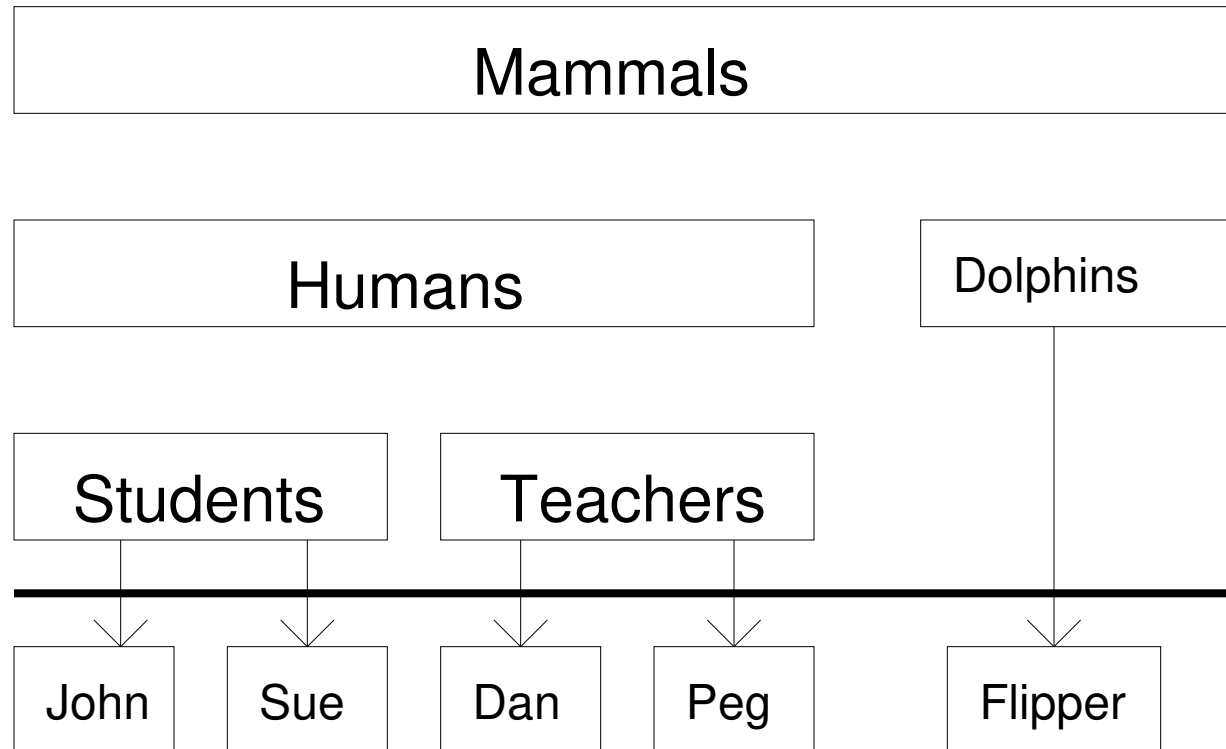 Mammals
Humans
Dolphins
Students
Teachers
John
Sue
Dan
Peg
Flipper